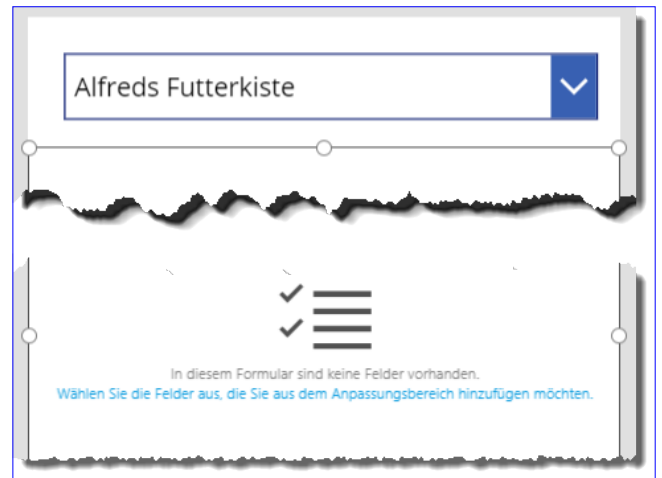 Alfreds Futterkiste
In diesem Formular sind keine Felder vorhanden.
Wählen Sie die Felder aus, die Sie aus dem Anpassungsbereich hinzufügen möchten.